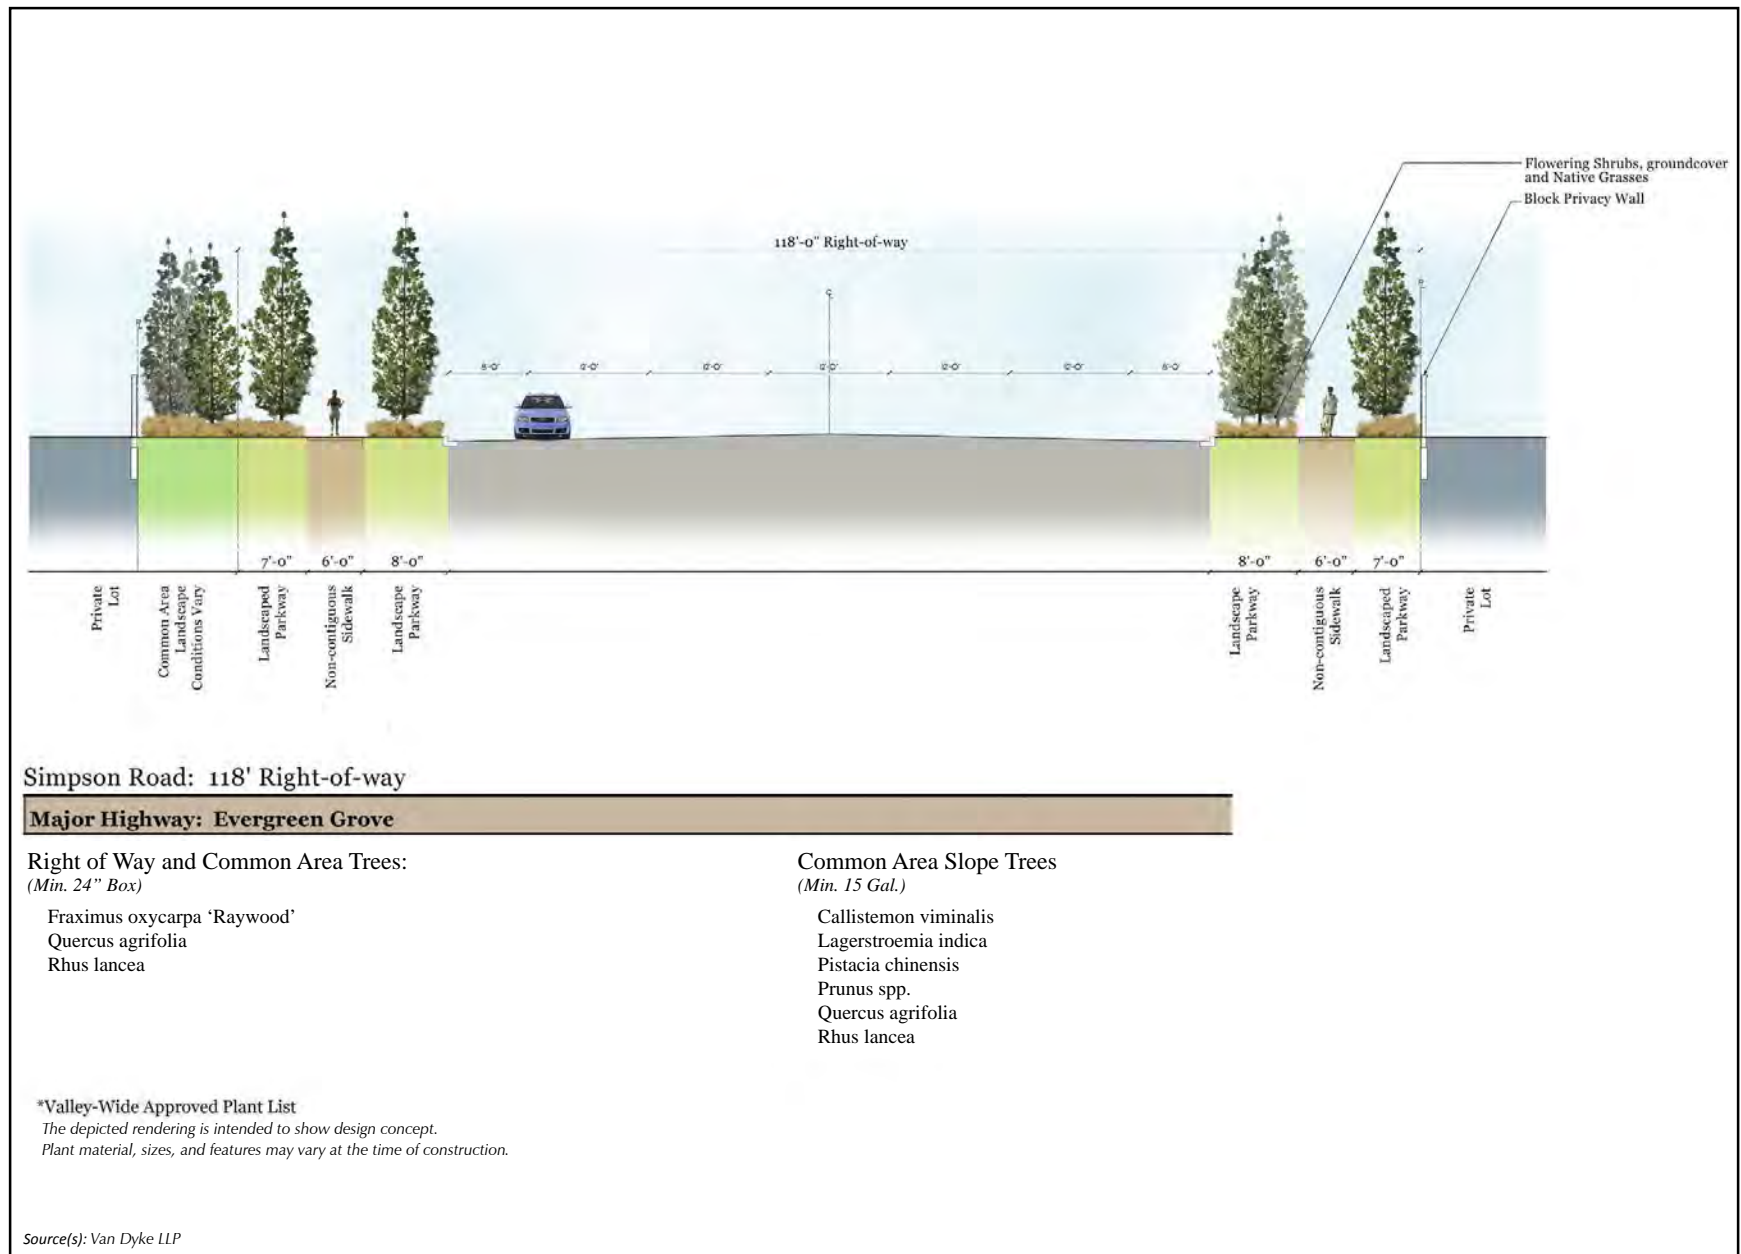 Flowering Shrubs, groundcover
and Native Grasses
Block Privacy Wall
118'-0" Right-of-way
7'-0" 6'-0" 8'-0" 8'-0" 6'-0" 7'-0"
Private
Lot
Common Area
Landscape
Conditions Vary
Landscaped
Parkway
Non-contiguous
Sidewalk
Landscape
Parkway
Landscape
Parkway
Non-contiguous
Sidewalk
Landscaped
Parkway
Private
Lot
Simpson Road: 118' Right-of-way
Major Highway: Evergreen Grove
Right of Way and Common Area Trees:
(Min. 24” Box)
Fraximus oxycarpa ‘Raywood’
Quercus agrifolia
Rhus lancea
Common Area Slope Trees
(Min. 15 Gal.)
Callistemon viminalis
Lagerstroemia indica
Pistacia chinensis
Prunus spp.
Quercus agrifolia
Rhus lancea
*Valley-Wide Approved Plant List
The depicted rendering is intended to show design concept.
Plant material, sizes, and features may vary at the time of construction.
Source(s): Van Dyke LLP